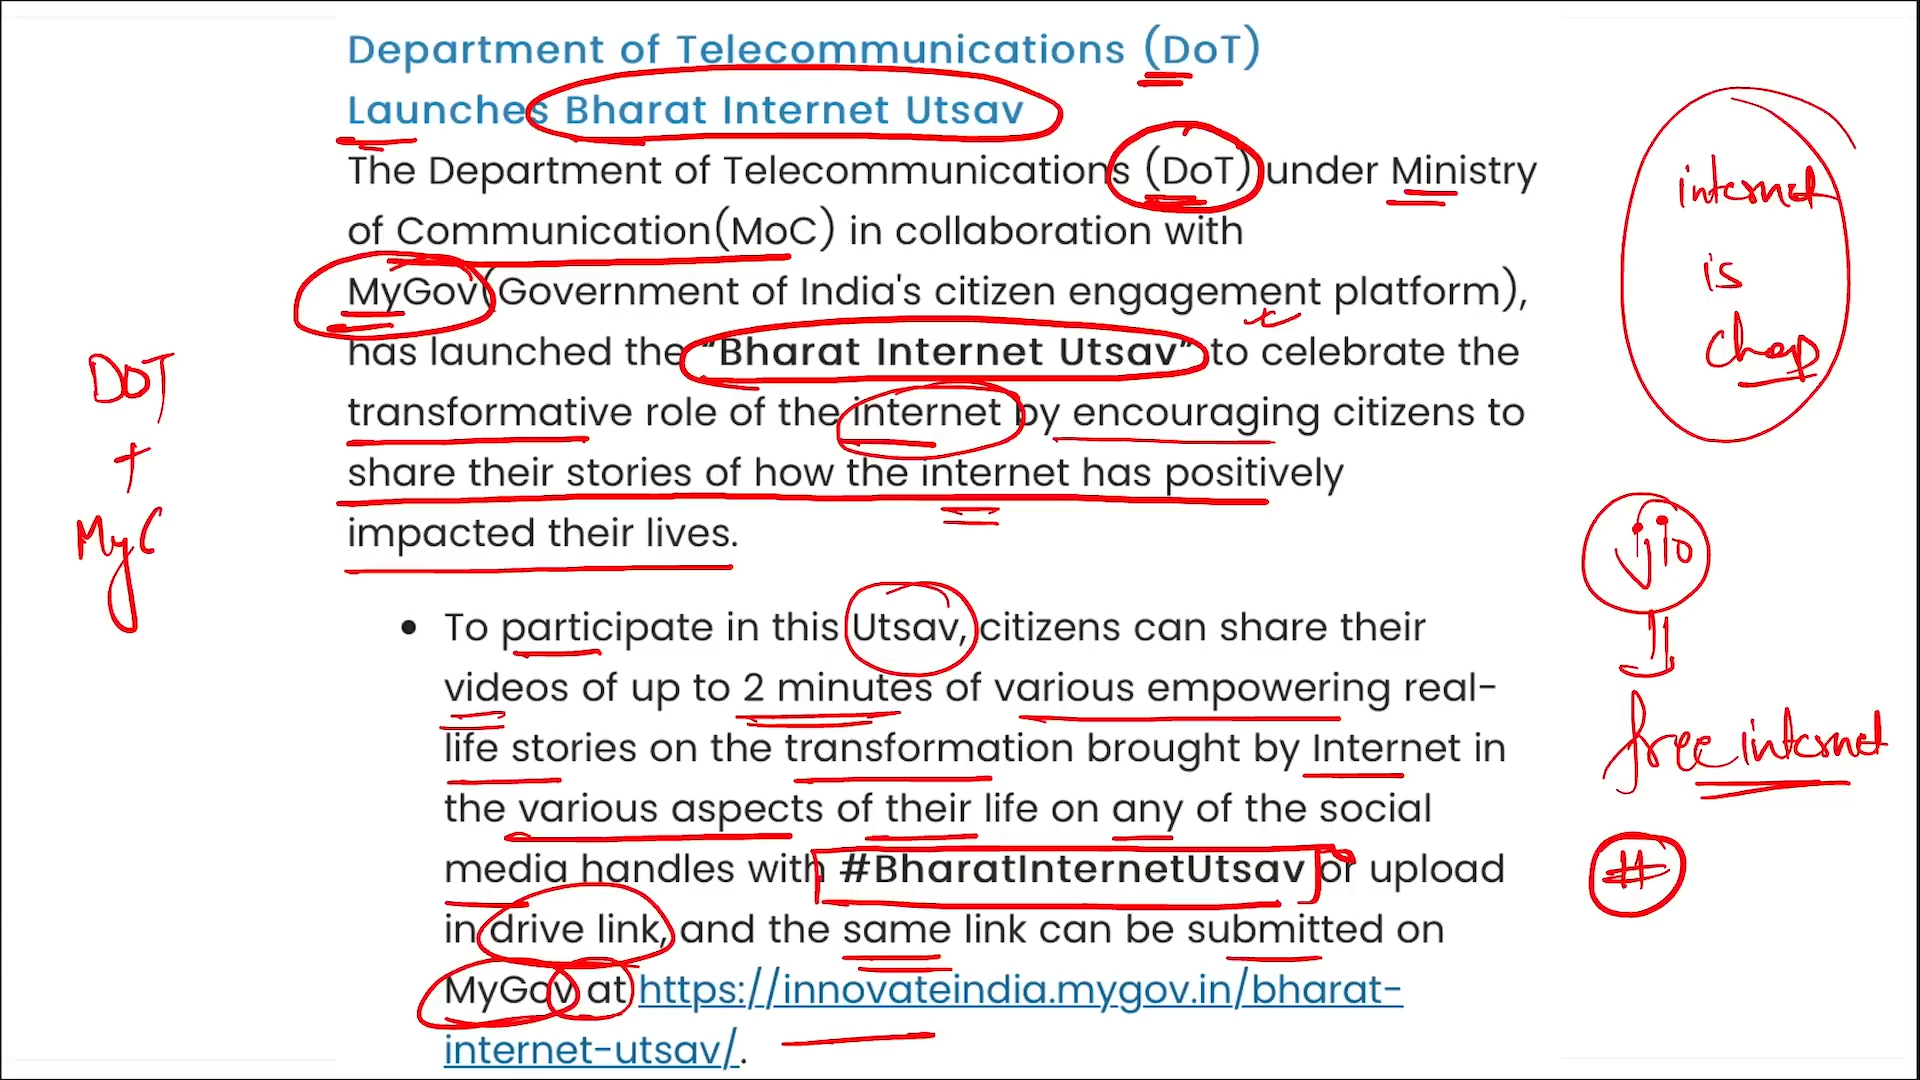 Department of Telecommunications (DoT)
Launches Bharat Internet Utsav
The Department of Telecommunications (DoT) under Ministry
of Communication(MoC) in collaboration with
MyGov(Government of India's citizen engagement platform),
has launched the “Bharat Internet Utsav” to celebrate the
transformative role of the internet by encouraging citizens to
share their stories of how the internet has positively
impacted their lives.
• To participate in this Utsav, citizens can share their
videos of up to 2 minutes of various empowering real-
life stories on the transformation brought by Internet in
the various aspects of their life on any of the social
media handles with #BharatInternetUtsav or upload
in drive link, and the same link can be submitted on
MyGov at https://innovateindia.mygov.in/bharat-
internet-utsav/.
DOT
+
internet
is
jio
free internet
#